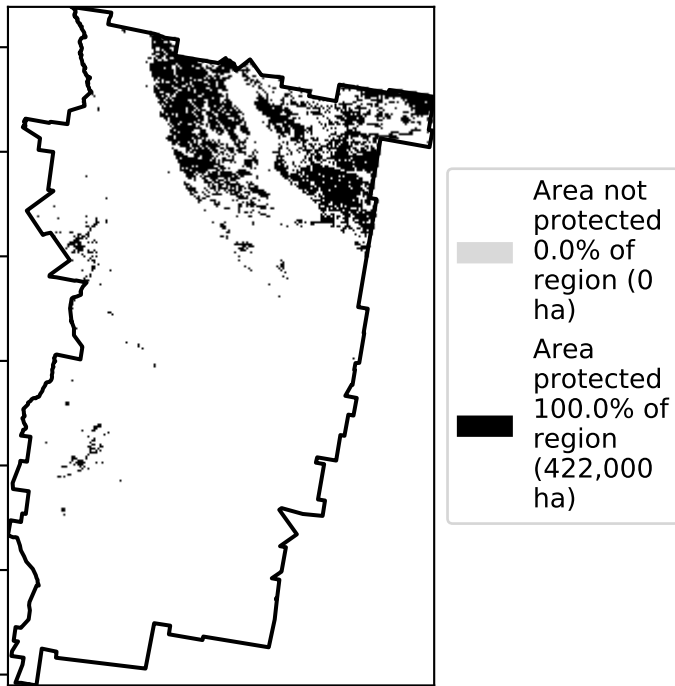 Area not
protected
0.0% of
region (0
ha)
Area
protected
100.0% of
region
(422,000
ha)